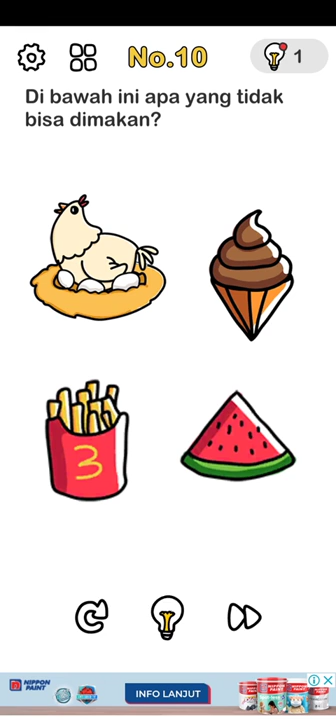 No.10
1
Di bawah ini apa yang tidak
bisa dimakan?
3
NIPPON
PAINT
INFO LANJUT